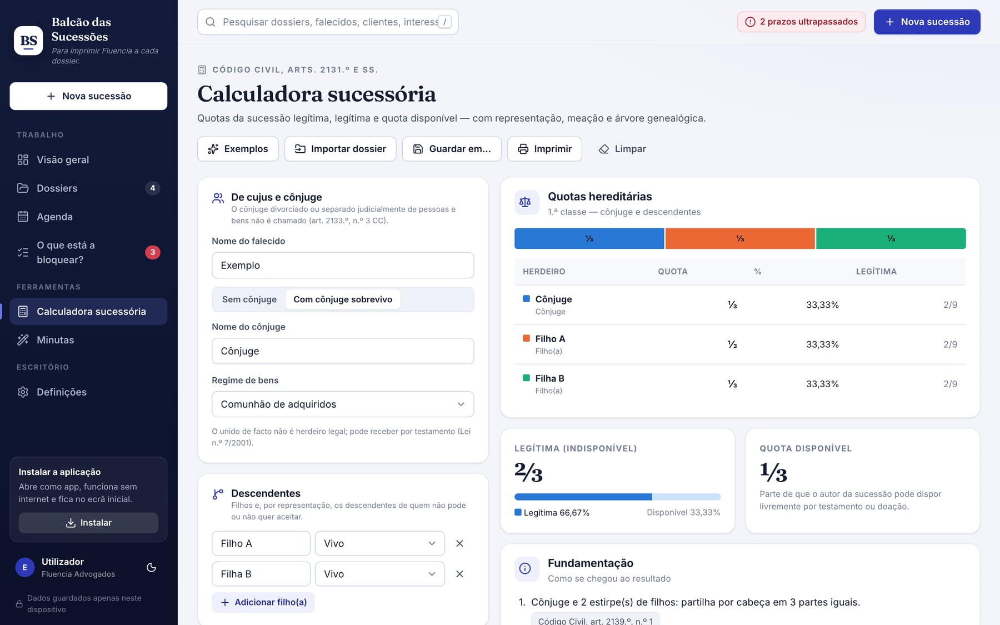 BS
Balcão das
Sucessões
Para imprimir Fluencia a cada
dossier.
Nova sucessão
TRABALHO
Visão geral
Dossiers 4
Agenda
O que está a
bloquear? 3
FERRAMENTAS
Calculadora sucessória
Minutas
ESCRITÓRIO
Definições
Instalar a aplicação
Abre como app, funciona sem
internet e fica no ecrã inicial.
Instalar
E
Utilizador
Fluencia Advogados
Dados guardados apenas neste
dispositivo
Pesquisar dossiers, falecidos, clientes, interess /
2 prazos ultrapassados
Nova sucessão
CÓDIGO CIVIL, ARTS. 2131.º E SS.
Calculadora sucessória
Quotas da sucessão legítima, legítima e quota disponível — com representação, meação e árvore genealógica.
Exemplos
Importar dossier
Guardar em...
Imprimir
Limpar
De cujus e cônjuge
O cônjuge divorciado ou separado judicialmente de pessoas e
bens não é chamado (art. 2133.º, n.º 3 CC).
Nome do falecido
Exemplo
Sem cônjuge
Com cônjuge sobrevivo
Nome do cônjuge
Cônjuge
Regime de bens
Comunhão de adquiridos
O unido de facto não é herdeiro legal; pode receber por testamento (Lei
n.º 7/2001).
Descendentes
Filhos e, por representação, os descendentes de quem não pode
ou não quer aceitar.
Filho A Vivo
Filha B Vivo
Adicionar filho(a)
Quotas hereditárias
1.ª classe — cônjuge e descendentes
⅓ ⅓ ⅓
HERDEIRO QUOTA % LEGÍTIMA
Cônjuge
Cônjuge
⅓ 33,33% 2/9
Filho A
Filho(a)
⅓ 33,33% 2/9
Filha B
Filho(a)
⅓ 33,33% 2/9
LEGÍTIMA (INDISPONÍVEL)
⅔
Legítima 66,67% Disponível 33,33%
QUOTA DISPONÍVEL
⅓
Parte de que o autor da sucessão pode dispor
livremente por testamento ou doação.
Fundamentação
Como se chegou ao resultado
1. Cônjuge e 2 estirpe(s) de filhos: partilha por cabeça em 3 partes iguais.
Código Civil, art. 2139.º, n.º 1